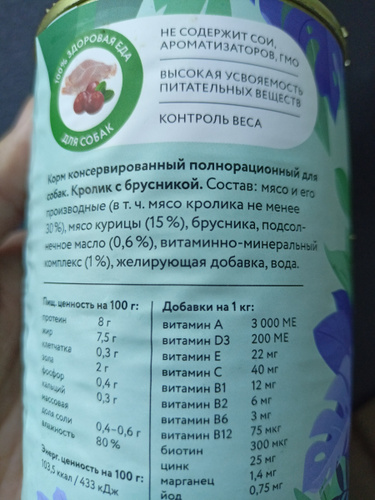 100% ЗДОРОВАЯ ЕДА
ДЛЯ СОБАК
НЕ СОДЕРЖИТ СОИ,
АРОМАТИЗАТОРОВ, ГМО
ВЫСОКАЯ УСВОЯЕМОСТЬ
ПИТАТЕЛЬНЫХ ВЕЩЕСТВ
КОНТРОЛЬ ВЕСА
Корм консервированный полнорационный для
собак. Кролик с брусникой. Состав: мясо и его
производные (в т. ч. мясо кролика не менее
30%), мясо курицы (15%), брусника, подсол-
нечное масло (0,6%), витаминно-минеральный
комплекс (1%), желирующая добавка, вода.
Пищ. ценность на 100 г:
протеин 8 г
жир 7,5 г
клетчатка 0,3 г
зола 2 г
фосфор 0,4 г
кальций 0,3 г
массовая
доля соли 0,4–0,6 г
влажность 80 %
Энерг. ценность на 100 г:
103,5 ккал / 433 кДж
Добавки на 1 кг:
витамин A 3 000 МЕ
витамин D3 200 МЕ
витамин E 22 мг
витамин C 40 мг
витамин B1 12 мг
витамин B2 6 мг
витамин B6 3 мг
витамин B12 75 мкг
биотин 300 мкг
цинк 25 мг
марганец 1,4 мг
йод 0,75 мг